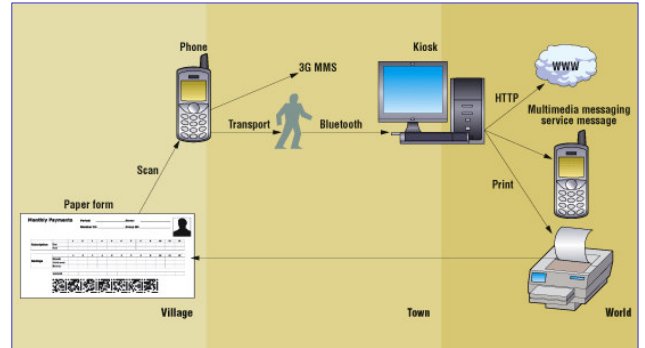 Phone
Kiosk
3G MMS
WWW
HTTP
Multimedia messaging
service message
Transport
Bluetooth
Scan
Print
Paper form
Monthly Payments
Village
Town
World